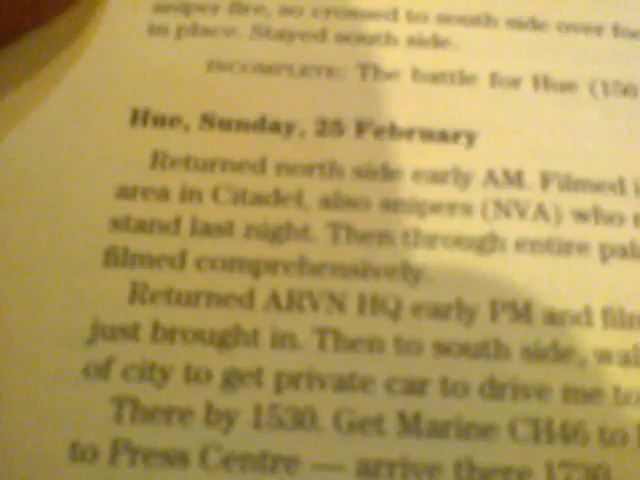 sniper fire, so crossed to south side over
in place. Stayed south side.
INCOMPLETE: The battle for Hue
Hue, Sunday, 25 February
Returned north side early AM. Filmed
area in Citadel, also snipers (NVA) who
stand last night. Then through entire
filmed comprehensively.
Returned ARVN HQ early PM and
just brought in. Then to south side,
of city to get private car to drive me to
There by 1530. Get Marine CH46 to
to Press Centre — arrive there 1730.